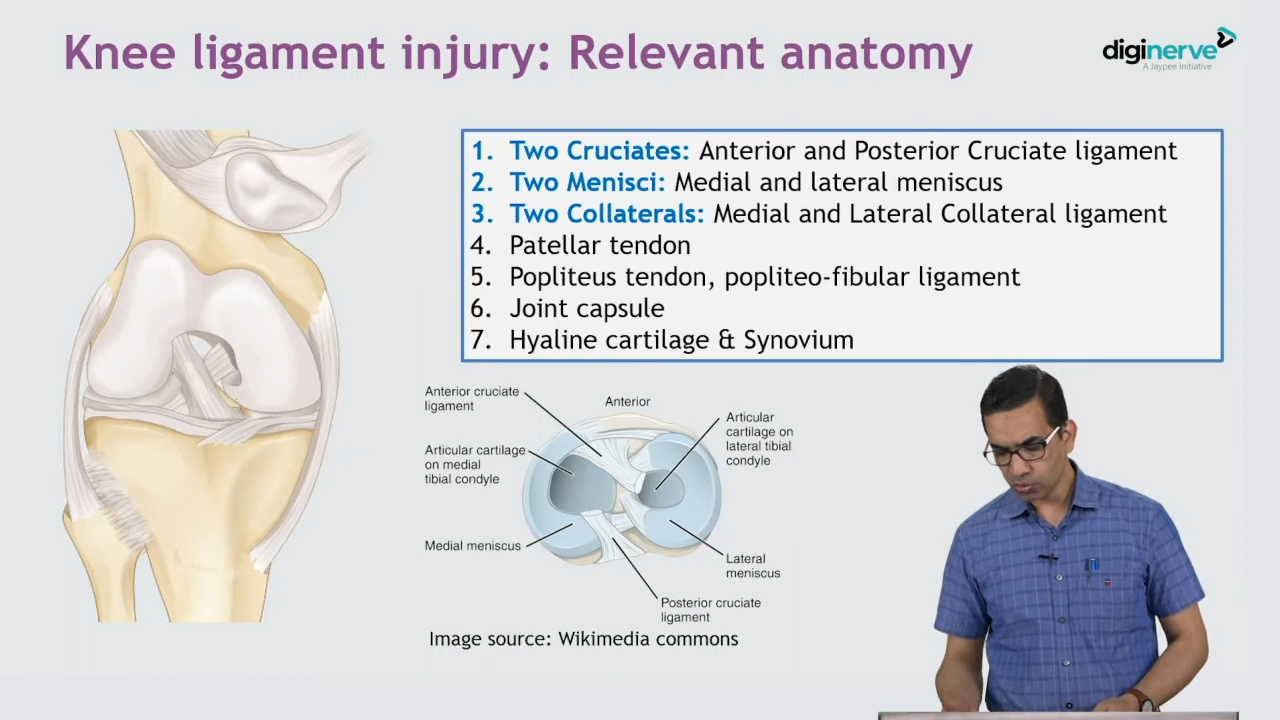 Knee ligament injury: Relevant anatomy
diginerve
A Jaypee Initiative
1. Two Cruciates: Anterior and Posterior Cruciate ligament
2. Two Menisci: Medial and lateral meniscus
3. Two Collaterals: Medial and Lateral Collateral ligament
4. Patellar tendon
5. Popliteus tendon, popliteo-fibular ligament
6. Joint capsule
7. Hyaline cartilage & Synovium
Anterior cruciate
ligament
Anterior
Articular
cartilage on
lateral tibial
condyle
Articular cartilage
on medial
tibial condyle
Medial meniscus
Lateral
meniscus
Posterior cruciate
ligament
Image source: Wikimedia commons